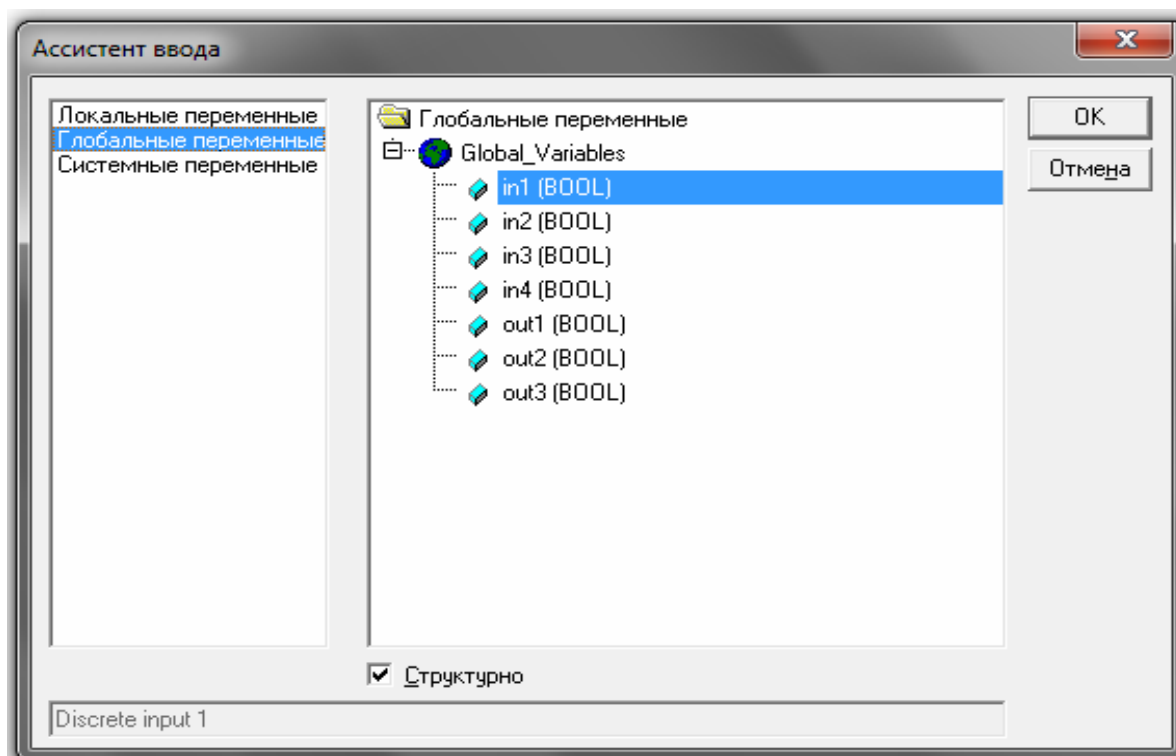 Ассистент ввода
Локальные переменные
Глобальные переменные
Системные переменные
Глобальные переменные
Global_Variables
in1 (BOOL)
in2 (BOOL)
in3 (BOOL)
in4 (BOOL)
out1 (BOOL)
out2 (BOOL)
out3 (BOOL)
OK
Отмена
Структурно
Discrete input 1